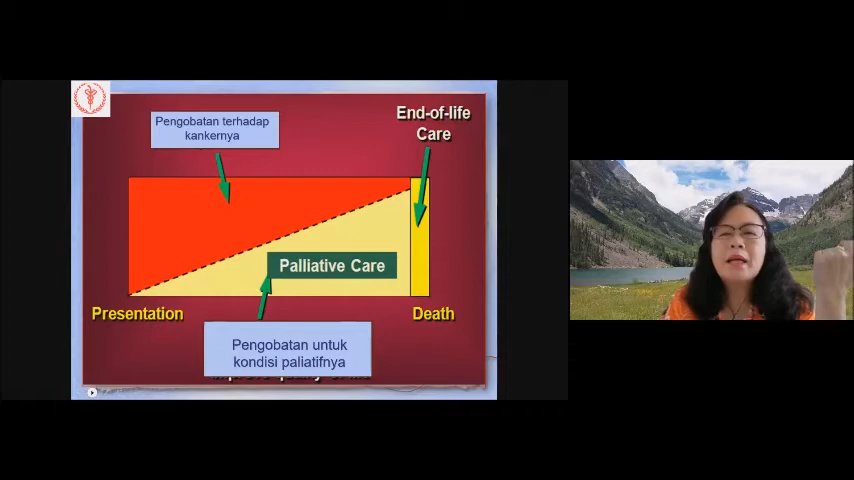 Pengobatan terhadap
kankernya
End-of-life
Care
Palliative Care
Presentation
Death
Pengobatan untuk
kondisi paliatifnya